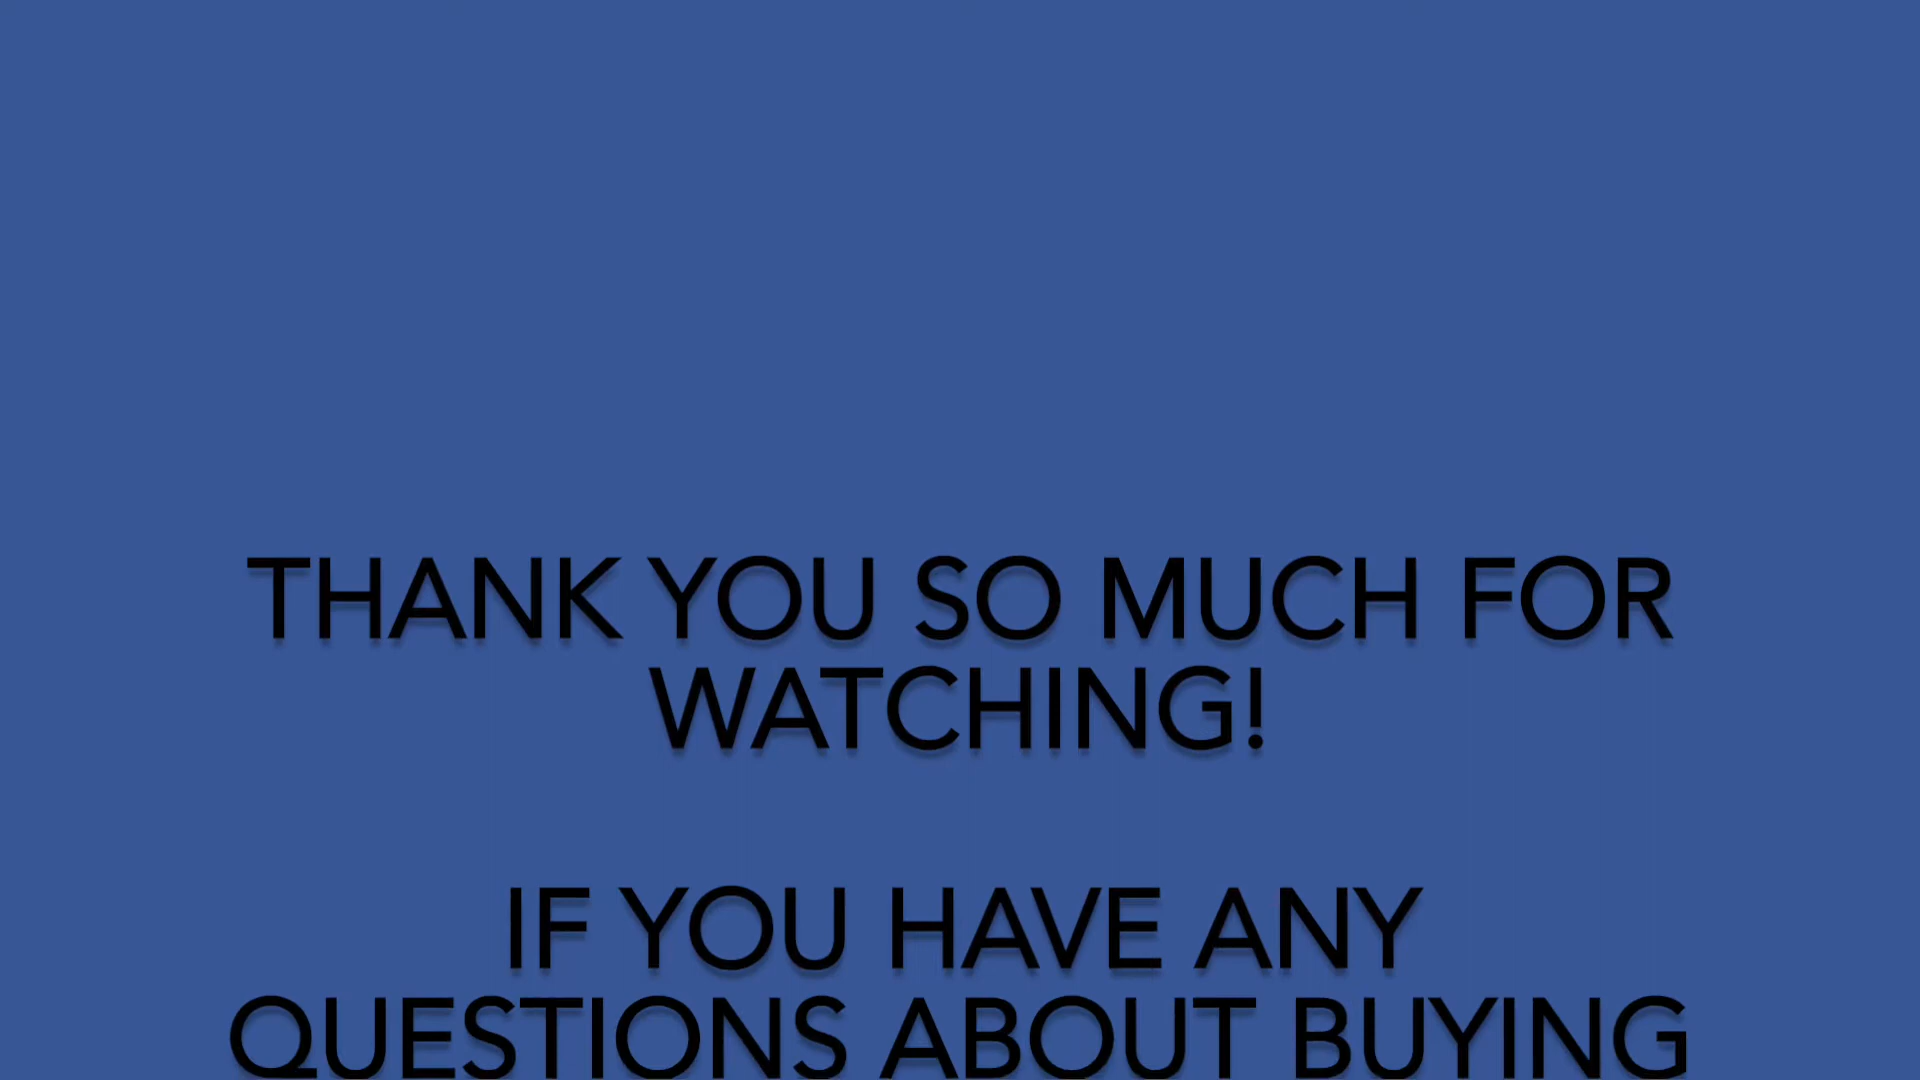 THANK YOU SO MUCH FOR
WATCHING!
IF YOU HAVE ANY
QUESTIONS ABOUT BUYING